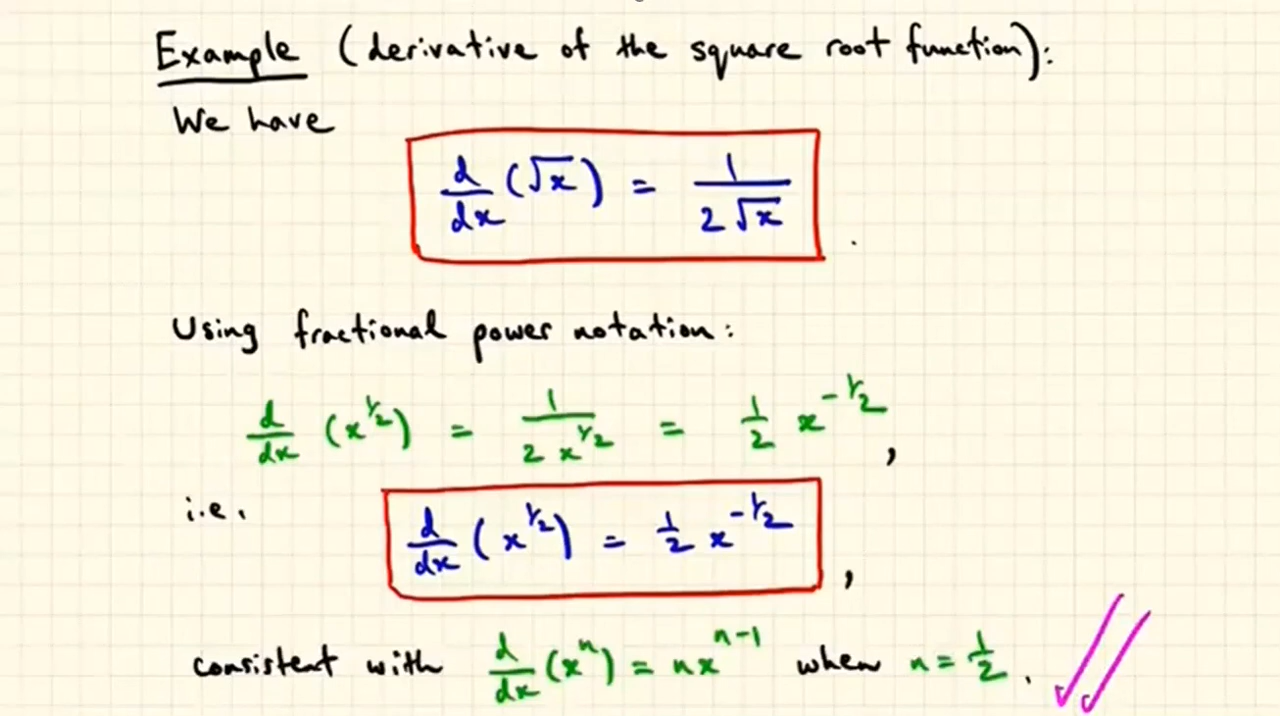 Example (derivative of the square root function):
We have
d/dx (√x) = 1/(2√x) .
Using fractional power notation:
d/dx (x^(1/2)) = 1/(2x^(1/2)) = 1/2 x^(-1/2) ,
i.e. d/dx (x^(1/2)) = 1/2 x^(-1/2) ,
consistent with d/dx (x^n) = nx^(n-1) when n = 1/2 .